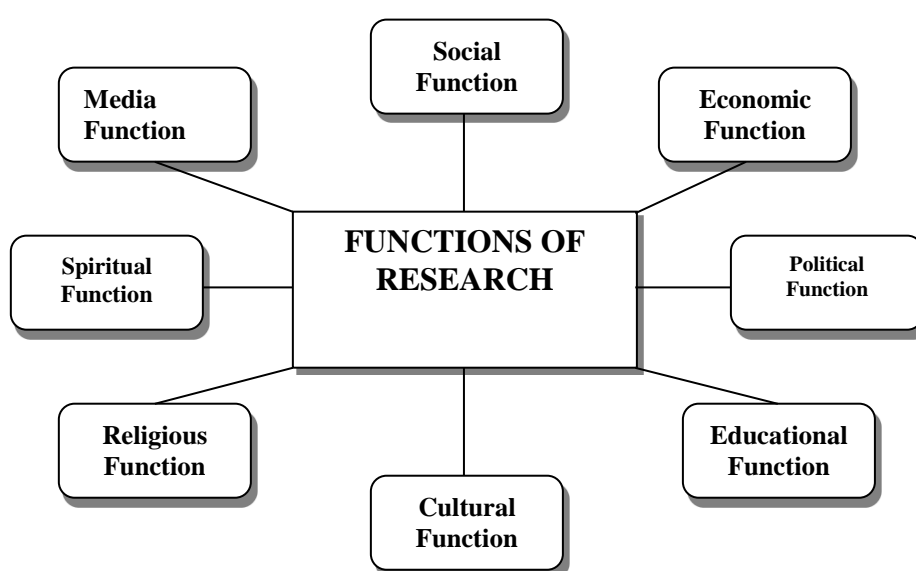 Social
Function
Media
Function
Economic
Function
FUNCTIONS OF
RESEARCH
Spiritual
Function
Political
Function
Religious
Function
Educational
Function
Cultural
Function